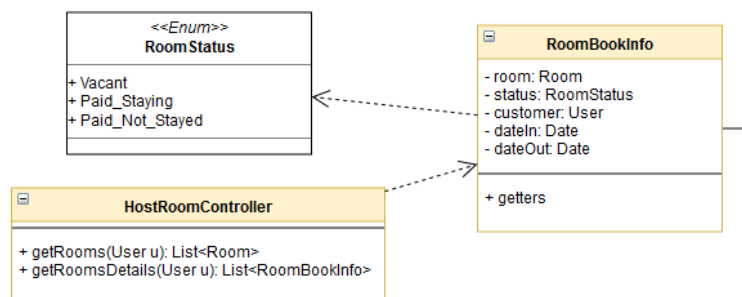 <<Enum>>
RoomStatus
+ Vacant
+ Paid_Staying
+ Paid_Not_Stayed
RoomBookInfo
- room: Room
- status: RoomStatus
- customer: User
- dateIn: Date
- dateOut: Date
+ getters
HostRoomController
+ getRooms(User u): List<Room>
+ getRoomsDetails(User u): List<RoomBookInfo>